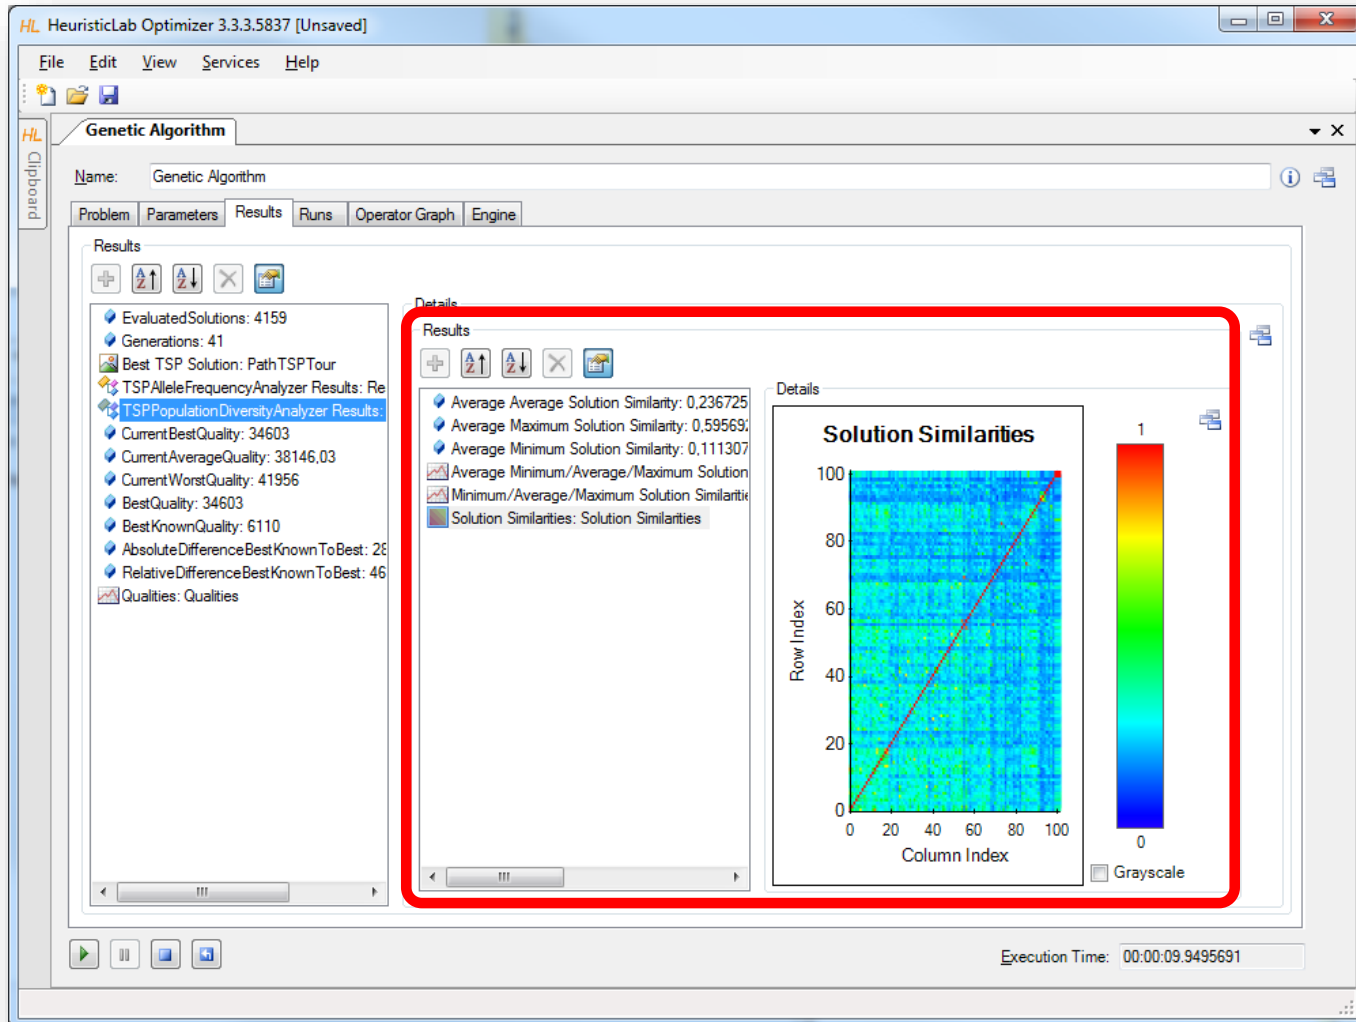 HL HeuristicLab Optimizer 3.3.3.5837 [Unsaved]
File Edit View Services Help
HL Clipboard
Genetic Algorithm
Name: Genetic Algorithm
Problem Parameters Results Runs Operator Graph Engine
Results
EvaluatedSolutions: 4159
Generations: 41
Best TSP Solution: PathTSPTour
TSPAlleleFrequencyAnalyzer Results: Re
TSPPopulationDiversityAnalyzer Results:
CurrentBestQuality: 34603
CurrentAverageQuality: 38146,03
CurrentWorstQuality: 41956
BestQuality: 34603
BestKnownQuality: 6110
AbsoluteDifferenceBestKnownToBest: 28
RelativeDifferenceBestKnownToBest: 46
Qualities: Qualities
Details
Results
Average Average Solution Similarity: 0,236725
Average Maximum Solution Similarity: 0,595692
Average Minimum Solution Similarity: 0,111307
Average Minimum/Average/Maximum Solution
Minimum/Average/Maximum Solution Similaritie
Solution Similarities: Solution Similarities
Details
Solution Similarities
1
100
80
60
40
20
0
Row Index
0 20 40 60 80 100
Column Index
0
Grayscale
Execution Time: 00:00:09.9495691